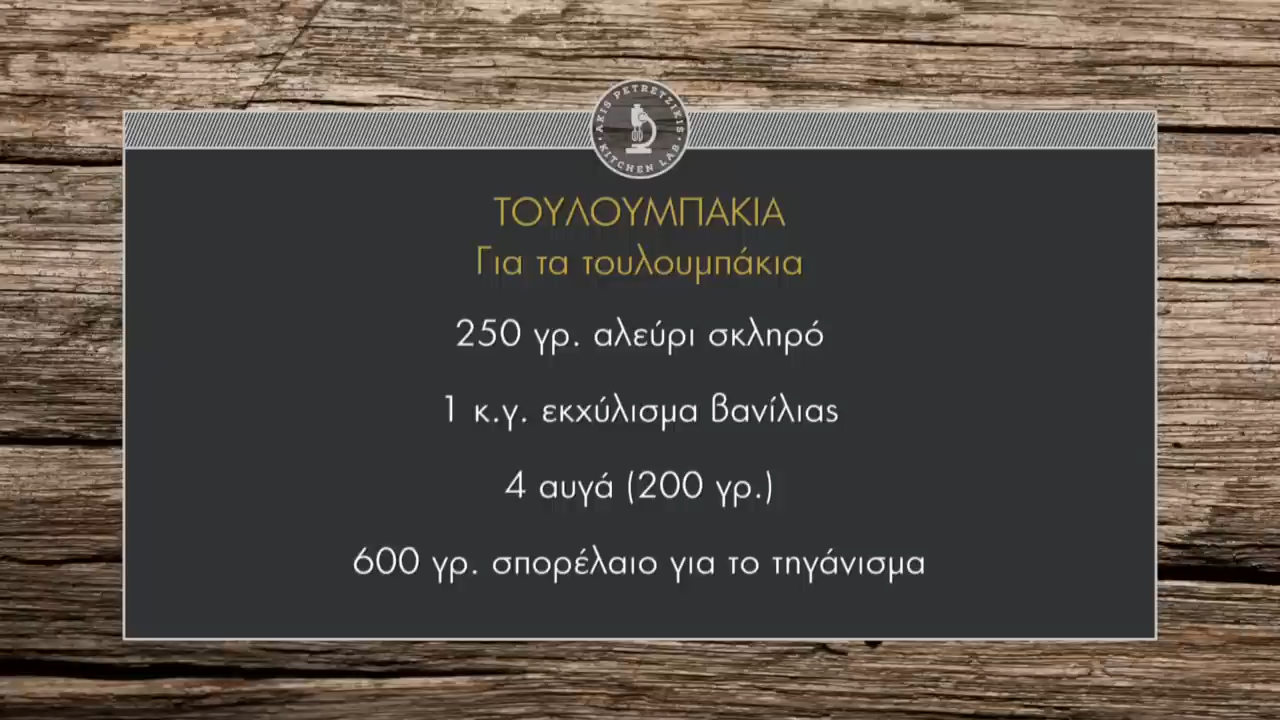 AKIS PETRETZIKIS
KITCHEN LAB
ΤΟΥΛΟΥΜΠΑΚΙΑ
Για τα τουλουμπάκια
250 γρ. αλεύρι σκληρό
1 κ.γ. εκχύλισμα βανίλιας
4 αυγά (200 γρ.)
600 γρ. σπορέλαιο για το τηγάνισμα